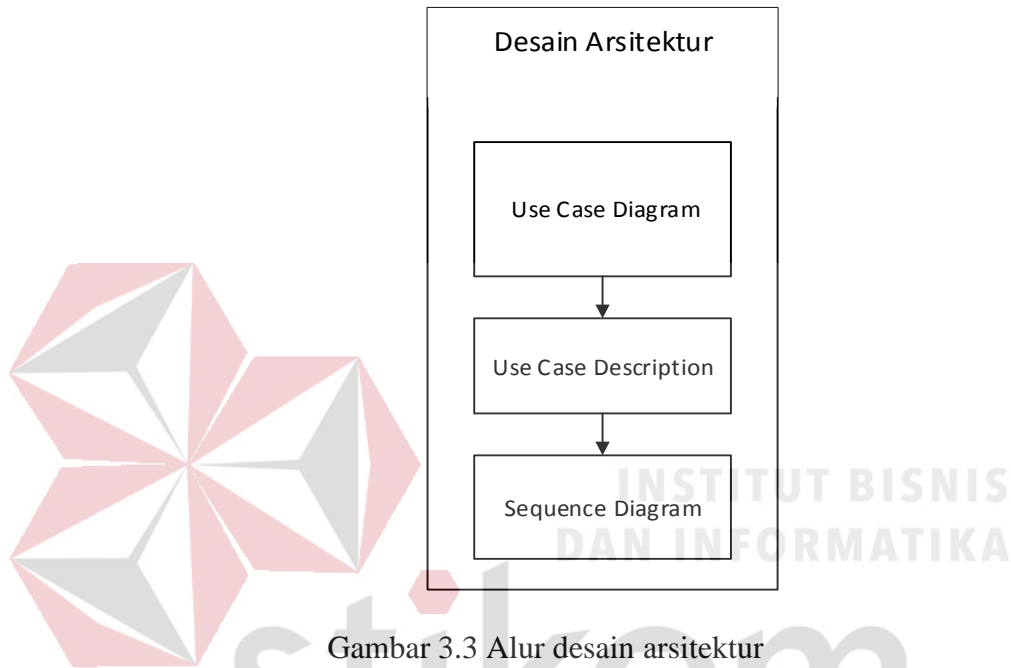 Desain Arsitektur
Use Case Diagram
Use Case Description
Sequence Diagram
INSTITUT BISNIS
DAN INFORMATIKA
stikom
Gambar 3.3 Alur desain arsitektur